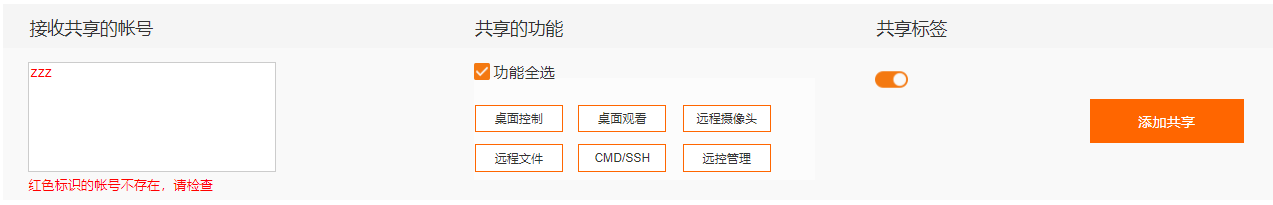 接收共享的帐号
共享的功能
共享标签
zzz
功能全选
桌面控制
桌面观看
远程摄像头
添加共享
远程文件
CMD/SSH
远控管理
红色标识的帐号不存在，请检查